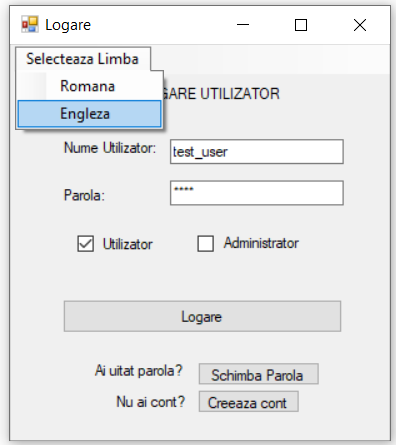 Logare
Selecteaza Limba
Romana
GARE UTILIZATOR
Engleza
Nume Utilizator: test_user
Parola: ****
Utilizator Administrator
Logare
Ai uitat parola? Schimba Parola
Nu ai cont? Creeaza cont